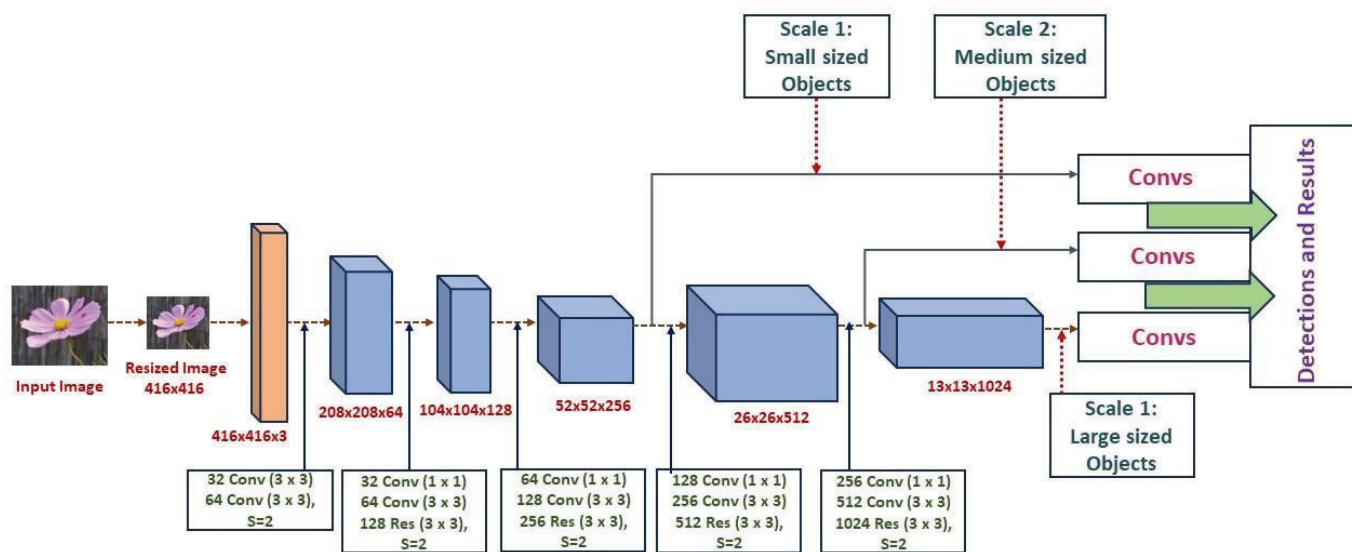 Scale 1:
Small sized
Objects
Scale 2:
Medium sized
Objects
Convs
Convs
Convs
Detections and Results
Input Image
Resized Image
416x416
416x416x3
208x208x64
104x104x128
52x52x256
26x26x512
13x13x1024
Scale 1:
Large sized
Objects
32 Conv (3 x 3)
64 Conv (3 x 3),
S=2
32 Conv (1 x 1)
64 Conv (3 x 3)
128 Res (3 x 3),
S=2
64 Conv (1 x 1)
128 Conv (3 x 3)
256 Res (3 x 3),
S=2
128 Conv (1 x 1)
256 Conv (3 x 3)
512 Res (3 x 3),
S=2
256 Conv (1 x 1)
512 Conv (3 x 3)
1024 Res (3 x 3),
S=2